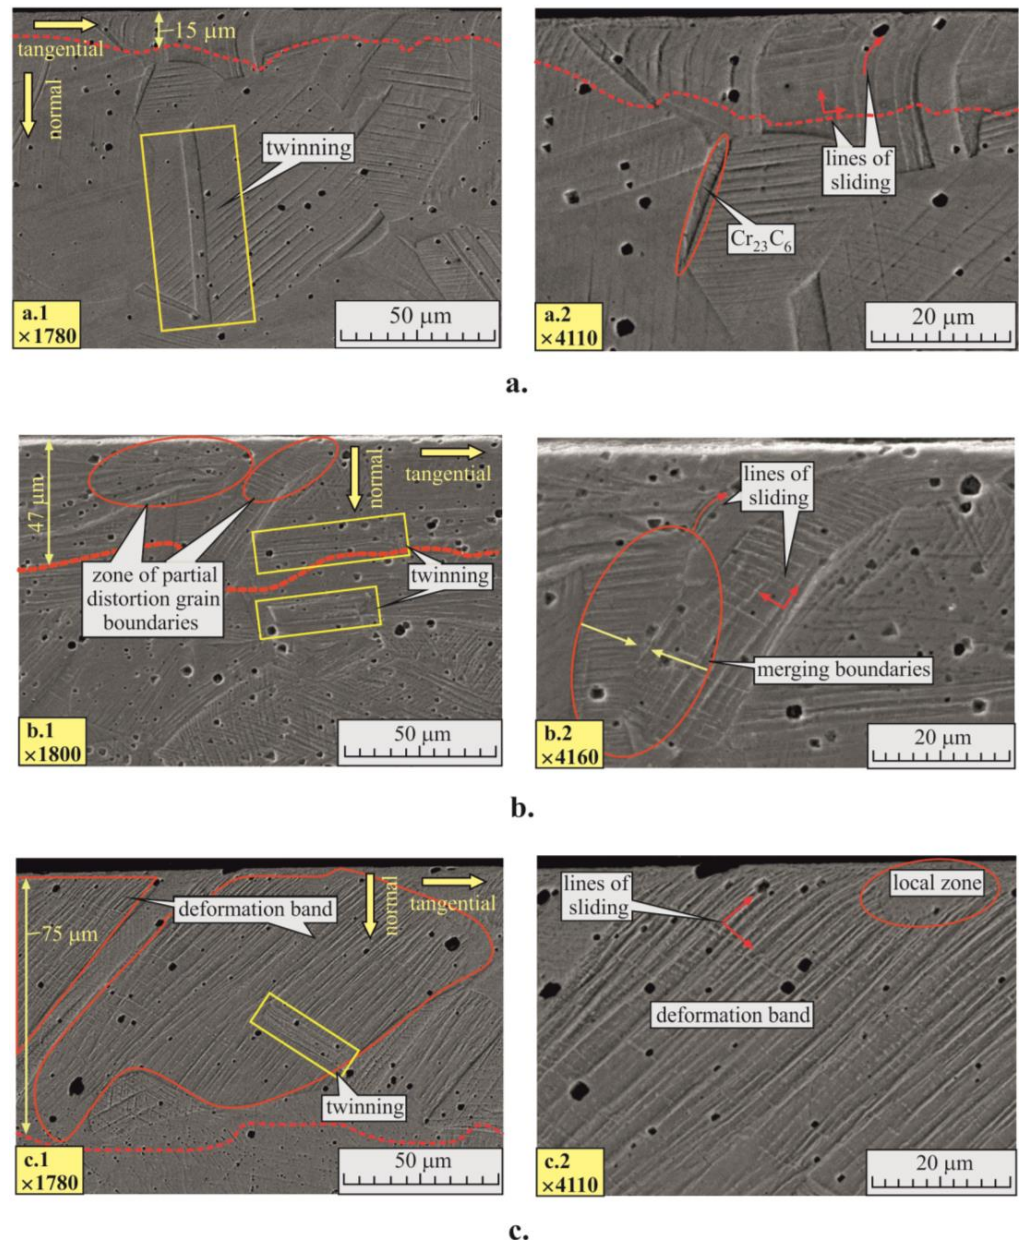 15 μm
tangential
normal
twinning
a.1
×1780
50 μm
lines of
sliding
Cr23C6
a.2
×4110
20 μm
a.
47 μm
normal
tangential
zone of partial
distortion grain
boundaries
twinning
b.1
×1800
50 μm
lines of
sliding
merging boundaries
b.2
×4160
20 μm
b.
deformation band
normal
tangential
75 μm
twinning
c.1
×1780
50 μm
lines of
sliding
local zone
deformation band
c.2
×4110
20 μm
c.